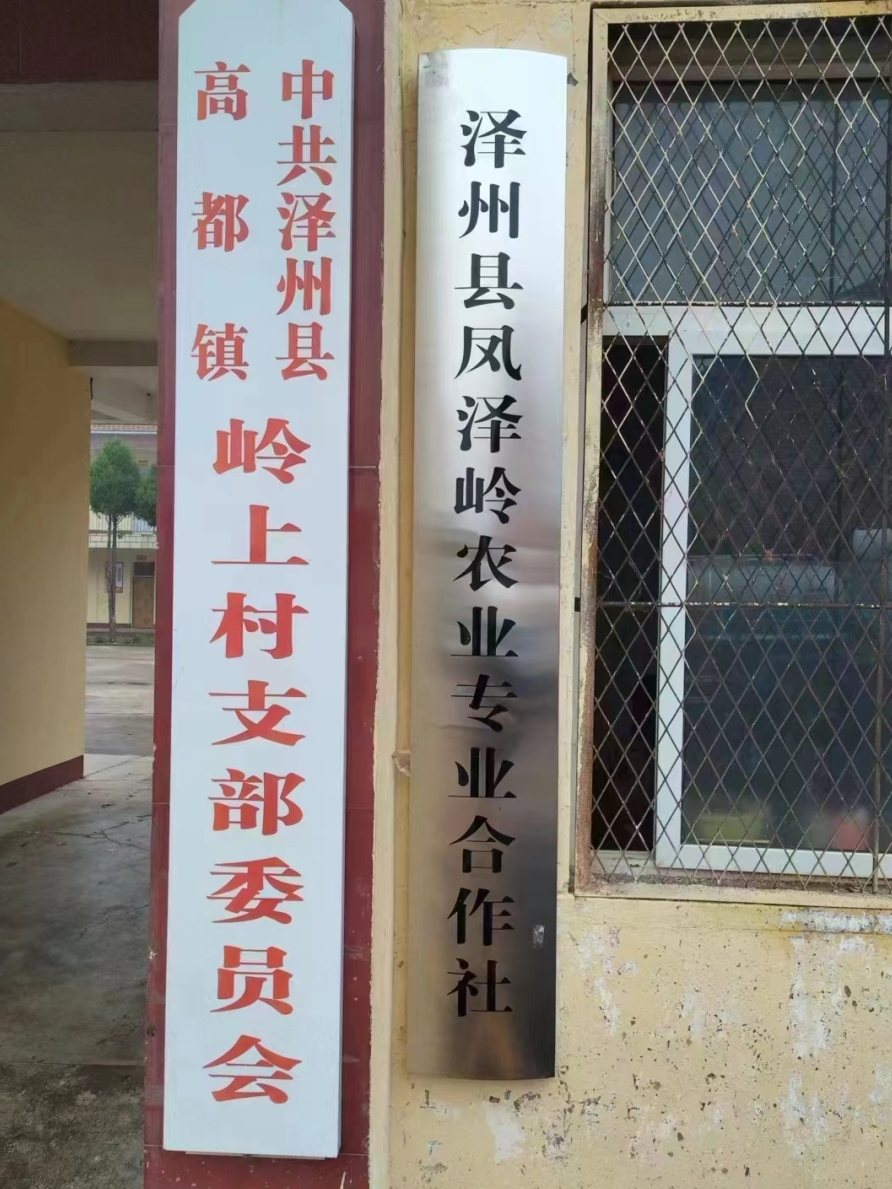 中共泽州县
高都镇
岭上村支部委员会
泽州县凤泽岭农业专业合作社